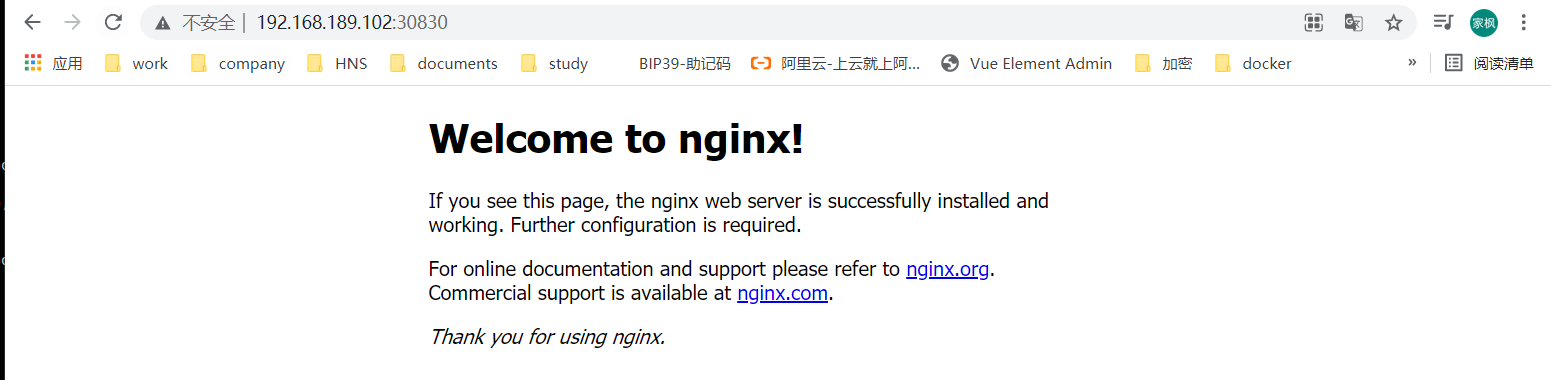 不安全 | 192.168.189.102:30830
家枫
应用 work company HNS documents study BIP39-助记码 阿里云-上云就上阿... Vue Element Admin 加密 docker » 阅读清单
Welcome to nginx!
If you see this page, the nginx web server is successfully installed and
working. Further configuration is required.
For online documentation and support please refer to nginx.org.
Commercial support is available at nginx.com.
Thank you for using nginx.